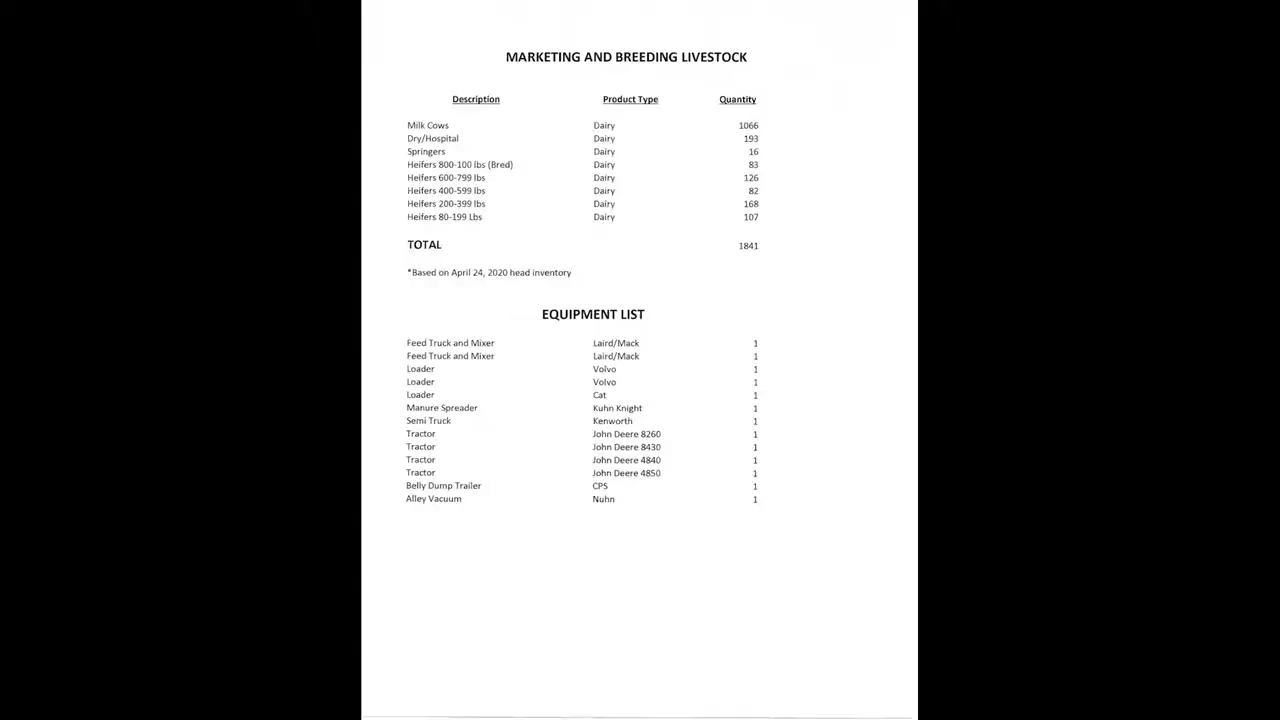 MARKETING AND BREEDING LIVESTOCK
Description Product Type Quantity
Milk Cows Dairy 1066
Dry/Hospital Dairy 193
Springers Dairy 16
Heifers 800-100 lbs (Bred) Dairy 83
Heifers 600-799 lbs Dairy 126
Heifers 400-599 lbs Dairy 82
Heifers 200-399 lbs Dairy 168
Heifers 80-199 Lbs Dairy 107
TOTAL 1841
*Based on April 24, 2020 head inventory
EQUIPMENT LIST
Feed Truck and Mixer Laird/Mack 1
Feed Truck and Mixer Laird/Mack 1
Loader Volvo 1
Loader Volvo 1
Loader Cat 1
Manure Spreader Kuhn Knight 1
Semi Truck Kenworth 1
Tractor John Deere 8260 1
Tractor John Deere 8430 1
Tractor John Deere 4840 1
Tractor John Deere 4850 1
Belly Dump Trailer CPS 1
Alley Vacuum Nuhn 1